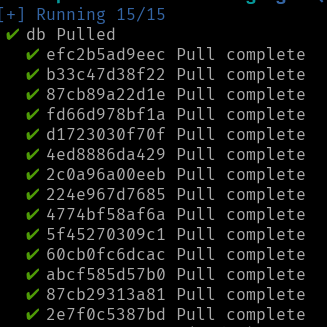 [+] Running 15/15
✔ db Pulled
✔ efc2b5ad9eec Pull complete
✔ b33c47d38f22 Pull complete
✔ 87cb89a22d1e Pull complete
✔ fd66d978bf1a Pull complete
✔ d1723030f70f Pull complete
✔ 4ed8886da429 Pull complete
✔ 2c0a96a00eeb Pull complete
✔ 224e967d7685 Pull complete
✔ 4774bf58af6a Pull complete
✔ 5f45270309c1 Pull complete
✔ 60cb0fc6dcac Pull complete
✔ abcf585d57b0 Pull complete
✔ 87cb29313a81 Pull complete
✔ 2e7f0c5387bd Pull complete